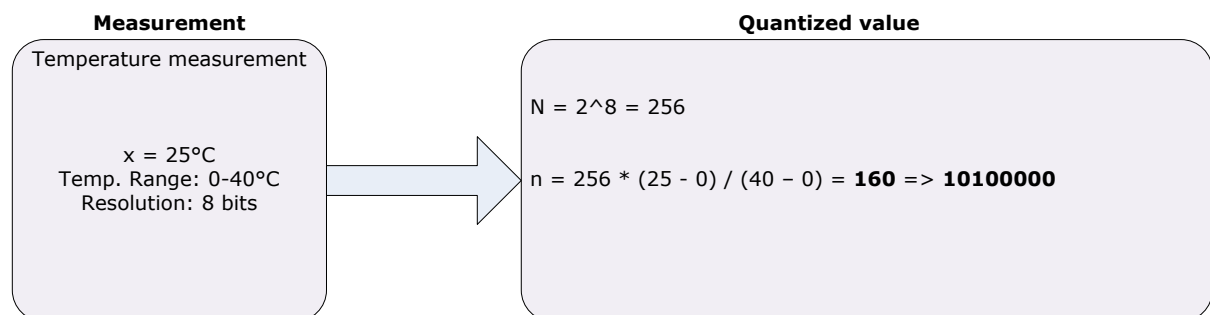 Measurement
Temperature measurement
x = 25°C
Temp. Range: 0-40°C
Resolution: 8 bits
Quantized value
N = 2^8 = 256
n = 256 * (25 - 0) / (40 – 0) = 160 => 10100000